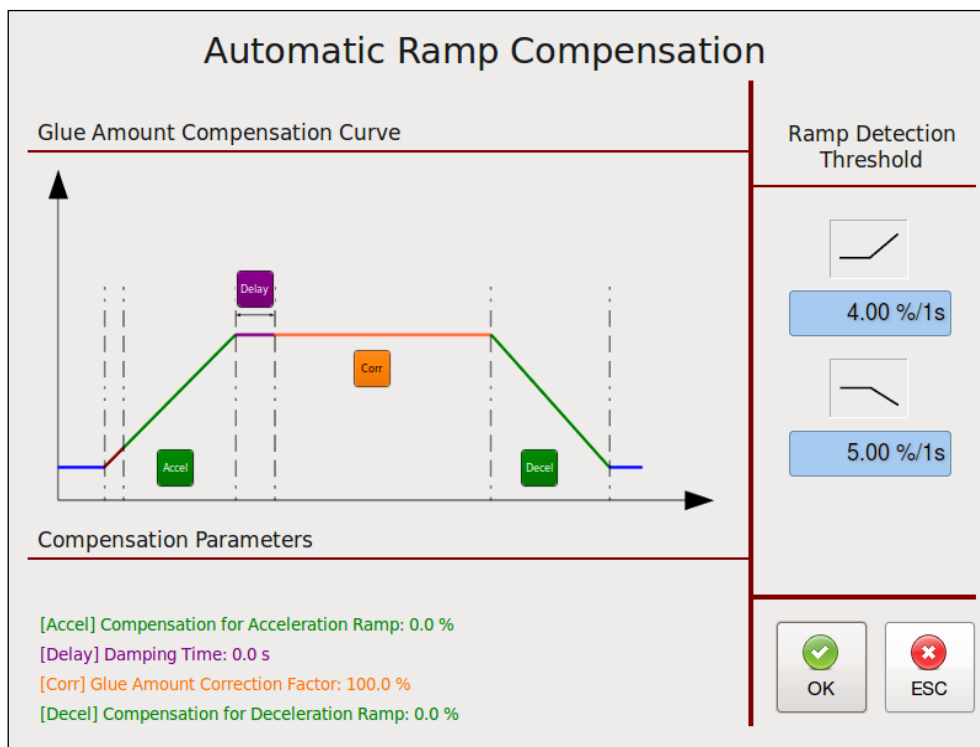 Automatic Ramp Compensation
Glue Amount Compensation Curve
Delay
Corr
Accel
Decel
Compensation Parameters
[Accel] Compensation for Acceleration Ramp: 0.0 %
[Delay] Damping Time: 0.0 s
[Corr] Glue Amount Correction Factor: 100.0 %
[Decel] Compensation for Deceleration Ramp: 0.0 %
Ramp Detection
Threshold
4.00 %/1s
5.00 %/1s
OK
ESC